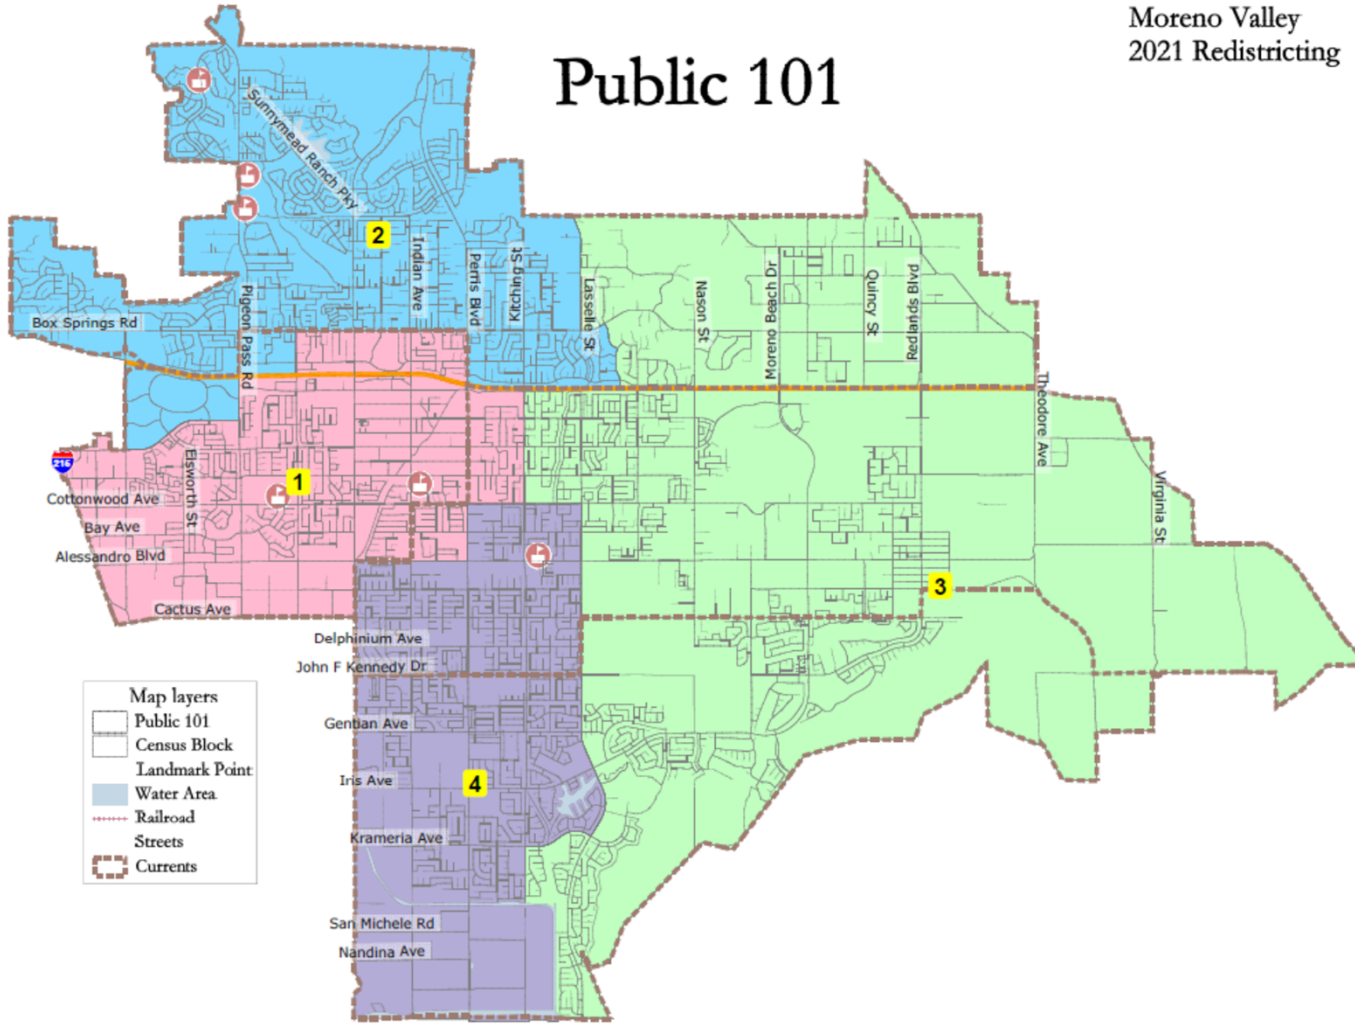 Moreno Valley
2021 Redistricting
Public 101
Sunnymead Ranch Pky
2
Indian Ave
Perris Blvd
Kitching St
Lasselle St
Nason St
Moreno Beach Dr
Quincy St
Redlands Blvd
Box Springs Rd
Pigeon Pass Rd
Theodore Ave
216
Elsworth St
1
Cottonwood Ave
Bay Ave
Alessandro Blvd
Virginia St
3
Cactus Ave
Delphinium Ave
John F Kennedy Dr
Gentian Ave
Iris Ave
4
Krameria Ave
San Michele Rd
Nandina Ave
Map layers
Public 101
Census Block
Landmark Point
Water Area
Railroad
Streets
Currents